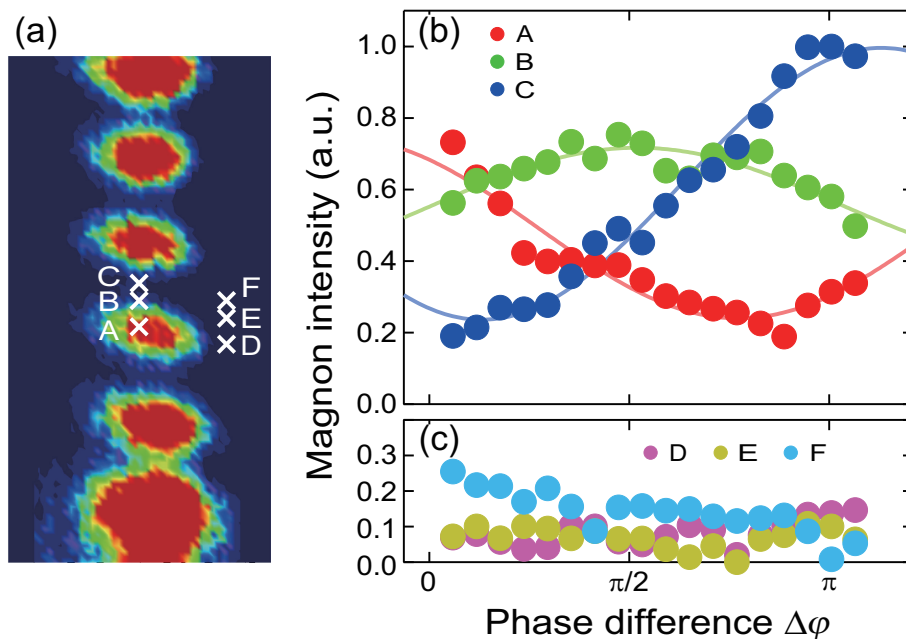 (a)
C
B
A
F
E
D
(b)
A
B
C
Magnon intensity (a.u.)
1.0
0.8
0.6
0.4
0.2
0.0
(c)
D E F
0.3
0.2
0.1
0.0
0 π/2 π
Phase difference Δφ